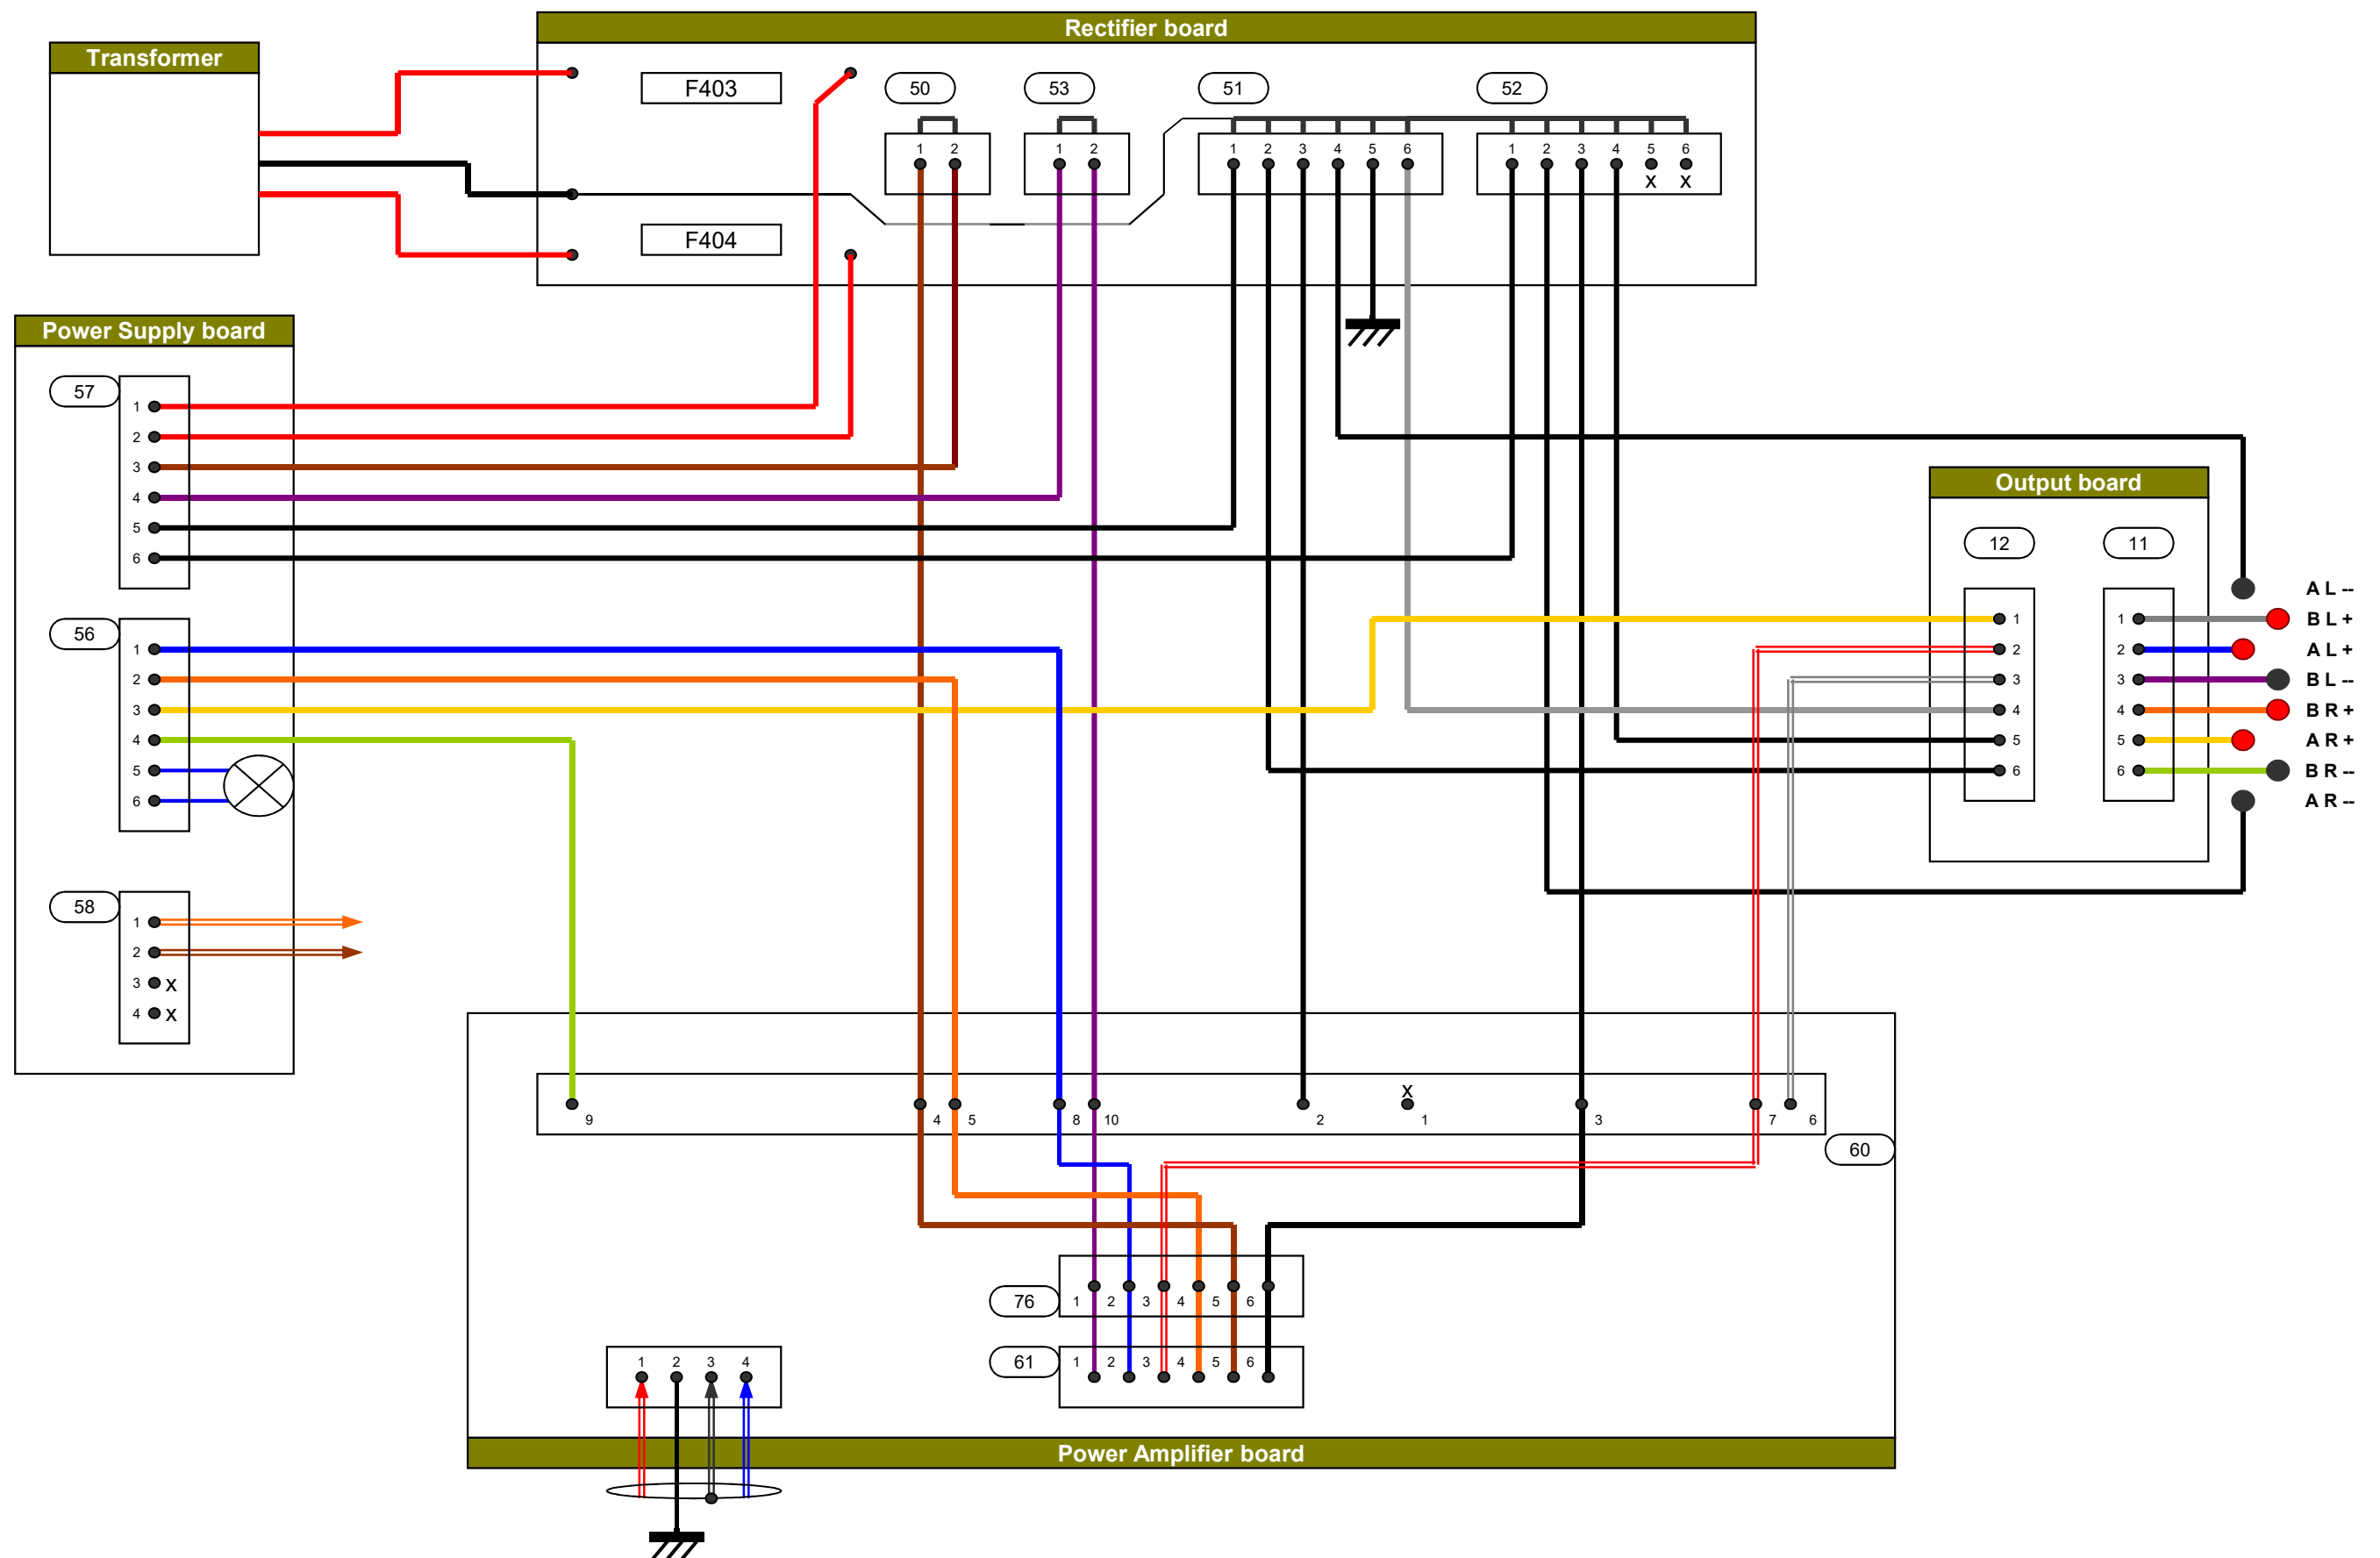 Rectifier board
Transformer
F403
50
53
51
52
1 2
1 2
1 2 3 4 5 6
1 2 3 4 5 6
X X
F404
Power Supply board
57
1
2
3
4
5
6
56
1
2
3
4
5
6
58
1
2
3 X
4 X
Output board
12
11
1
2
3
4
5
6
1
2
3
4
5
6
A L --
B L +
A L +
B L --
B R +
A R +
B R --
A R --
X
9 4 5 8 10 2 1 3 7 6
60
76
1 2 3 4 5 6
61
1 2 3 4 5 6
1 2 3 4
Power Amplifier board